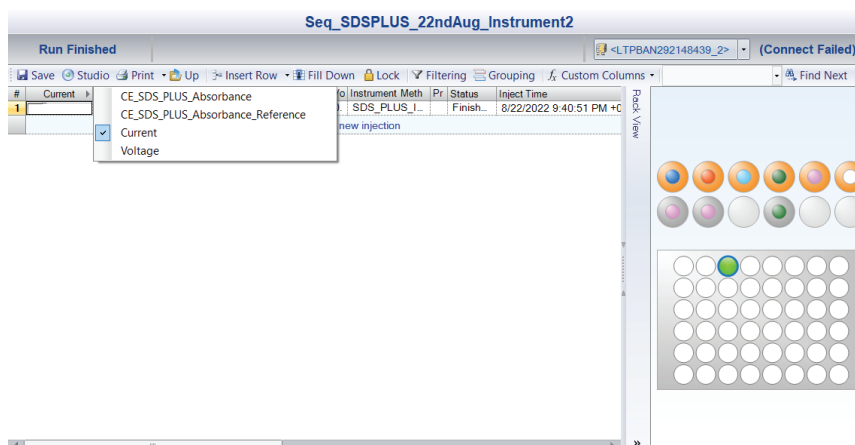 Seq_SDSPLUS_22ndAug_Instrument2
Run Finished
<LTPBAN292148439_2>
(Connect Failed)
Save Studio Print Up Insert Row Fill Down Lock Filtering Grouping fx Custom Columns Find Next
# Current Instrument Meth Pr Status Inject Time
1 SDS_PLUS_I... Finish... 8/22/2022 9:40:51 PM +0
new injection
CE_SDS_PLUS_Absorbance
CE_SDS_PLUS_Absorbance_Reference
Current
Voltage
Rack View